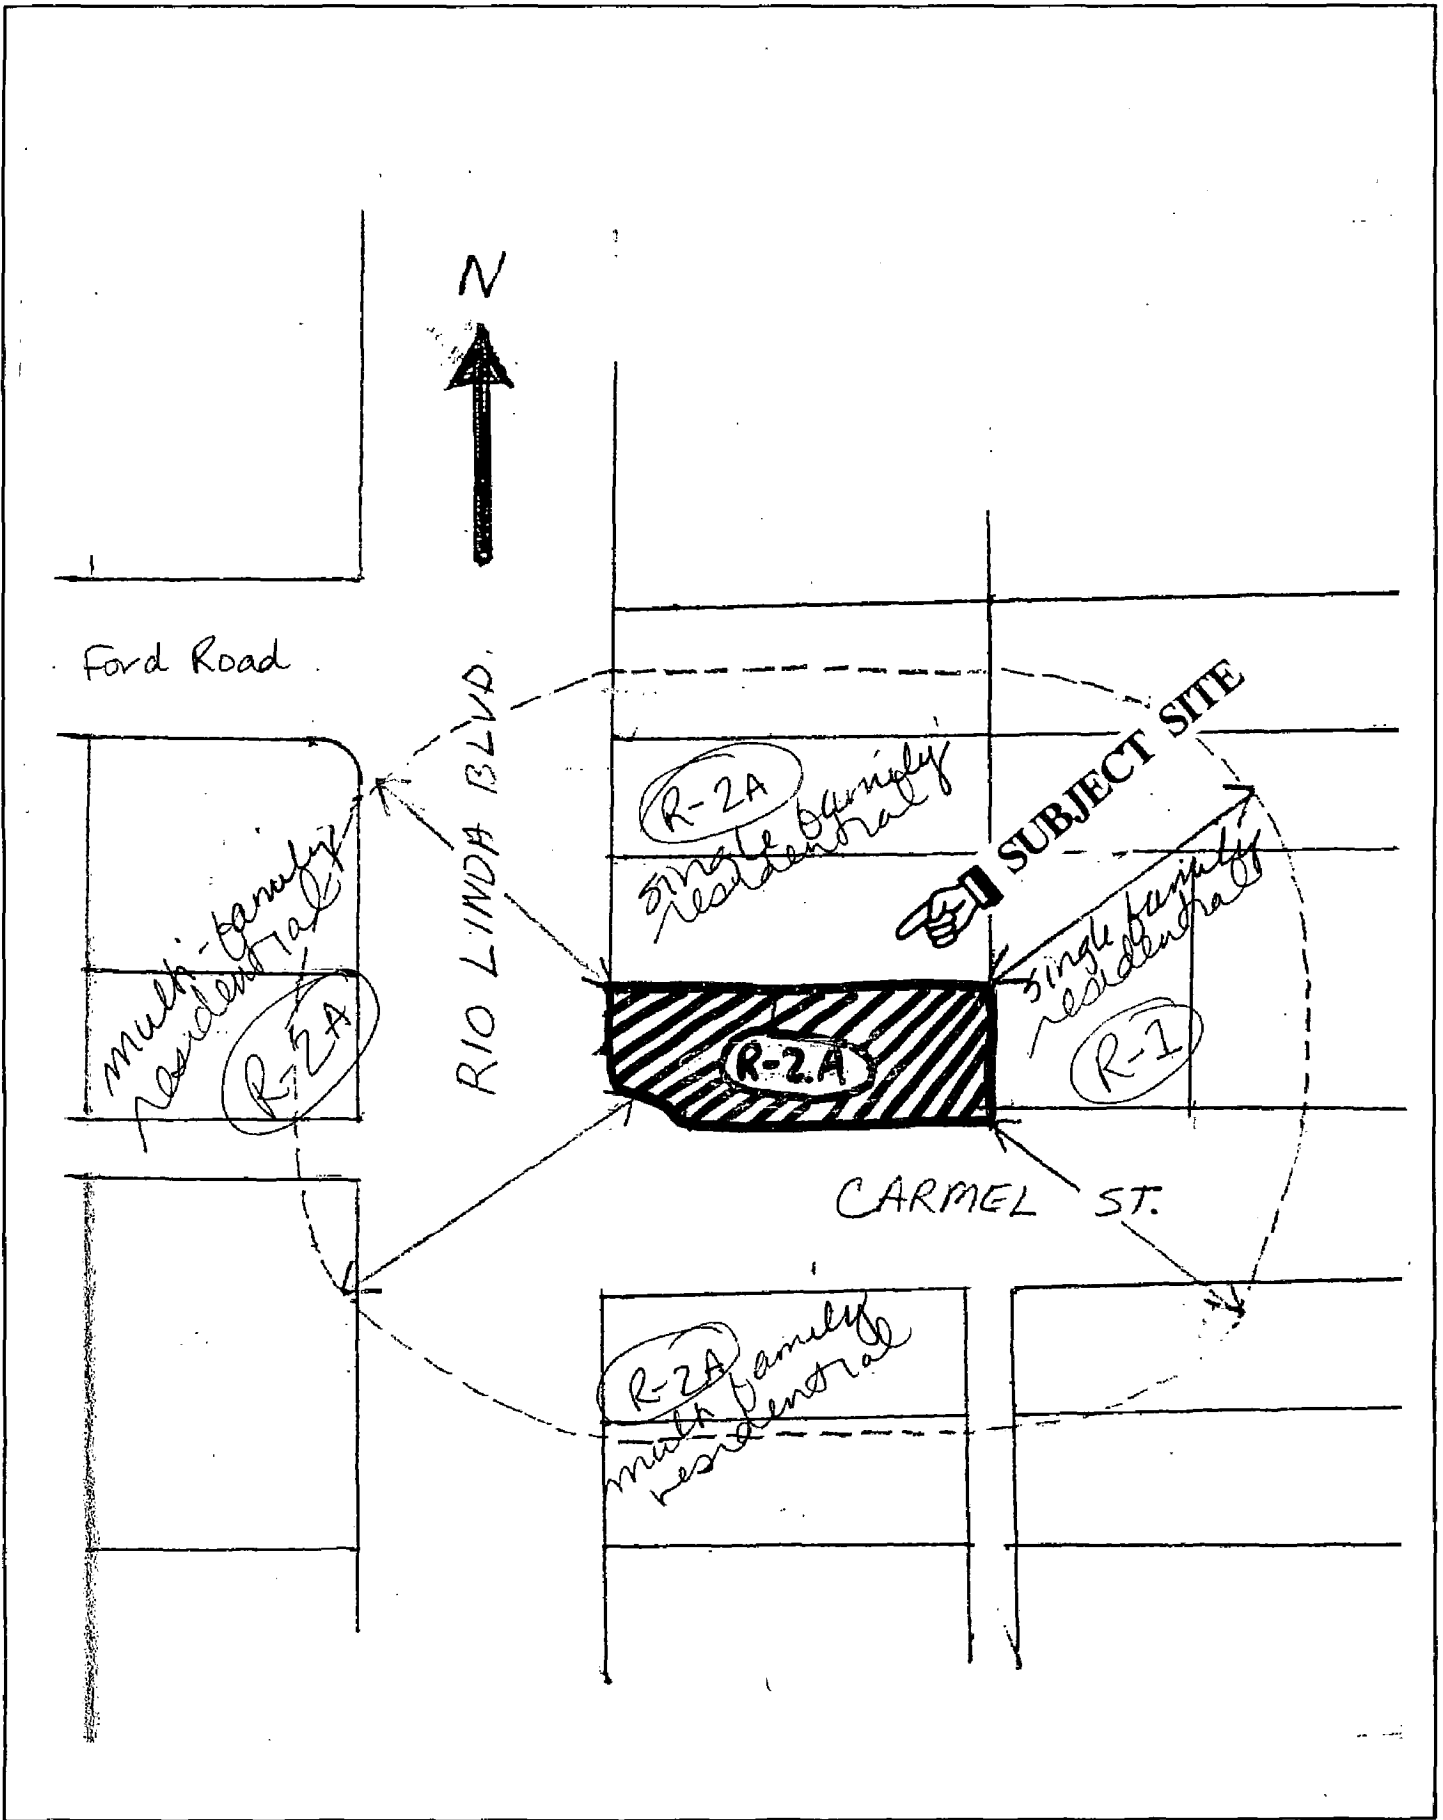 N
Ford Road
RIO LINDA BLVD.
SUBJECT SITE
R-2A
single family
residential
multi-family
residential
R-2A
single family
residential
R-1
R-2.A
CARMEL ST.
R-2A
multi family
residential